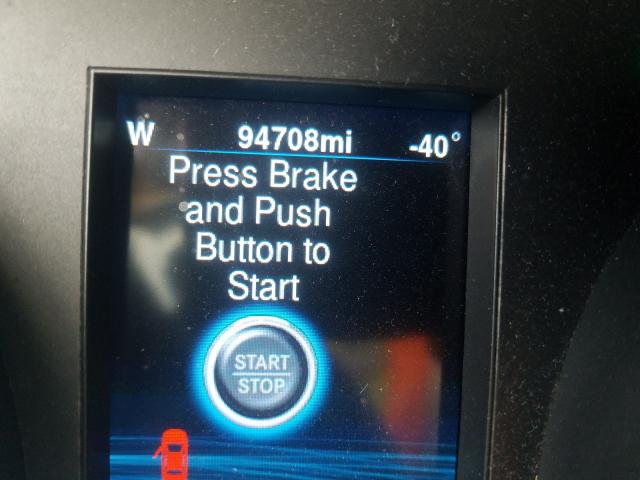 W 94708mi -40°
Press Brake
and Push
Button to
Start
START
STOP